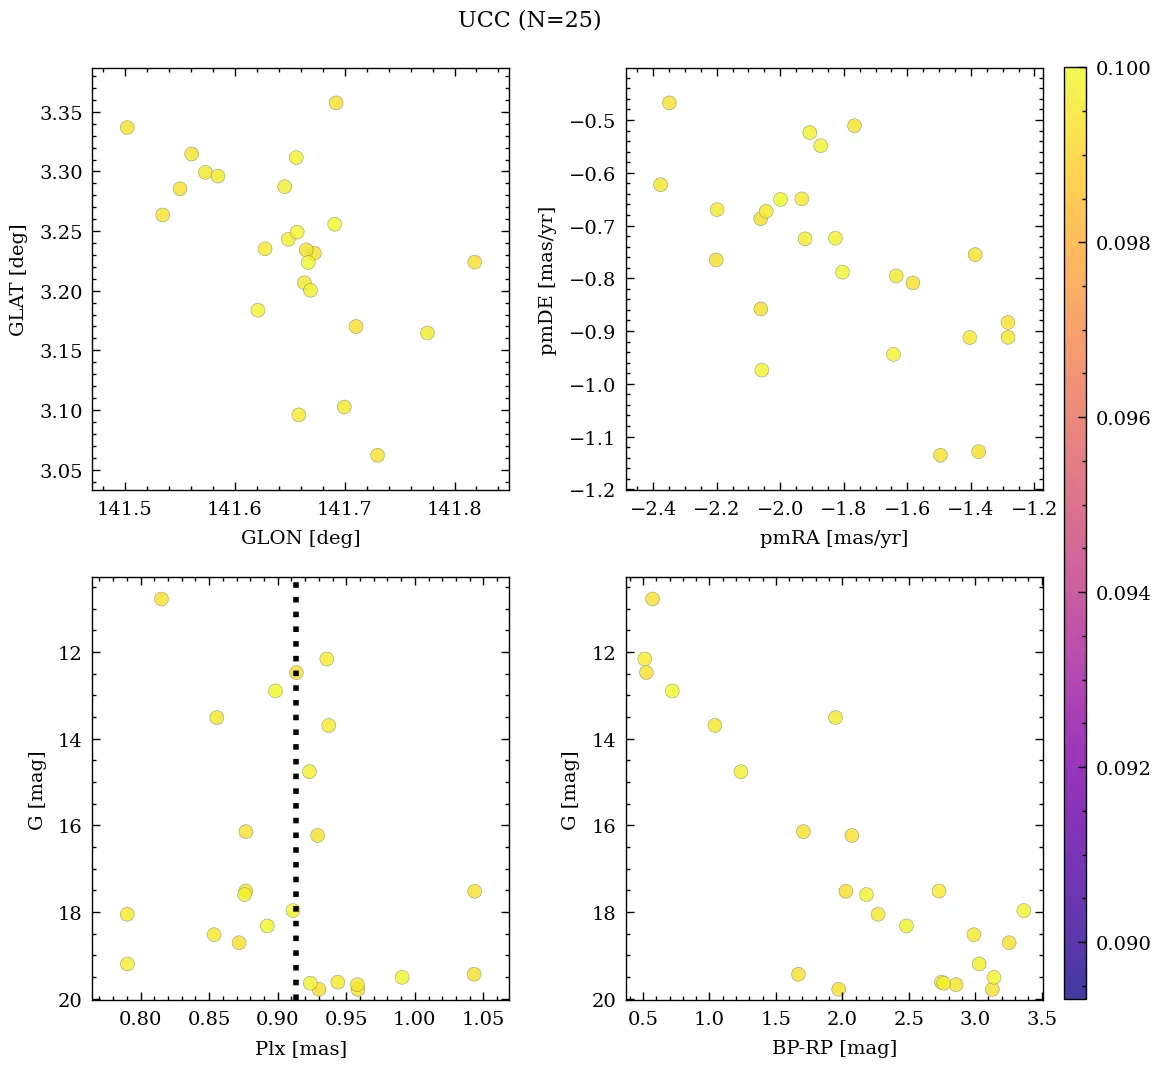 UCC (N=25)
3.35
3.30
3.25
3.20
3.15
3.10
3.05
GLAT [deg]
141.5 141.6 141.7 141.8
GLON [deg]
−0.5
−0.6
−0.7
−0.8
−0.9
−1.0
−1.1
−1.2
pmDE [mas/yr]
−2.4 −2.2 −2.0 −1.8 −1.6 −1.4 −1.2
pmRA [mas/yr]
12
14
16
18
20
G [mag]
0.80 0.85 0.90 0.95 1.00 1.05
Plx [mas]
12
14
16
18
20
G [mag]
0.5 1.0 1.5 2.0 2.5 3.0 3.5
BP-RP [mag]
0.100
0.098
0.096
0.094
0.092
0.090